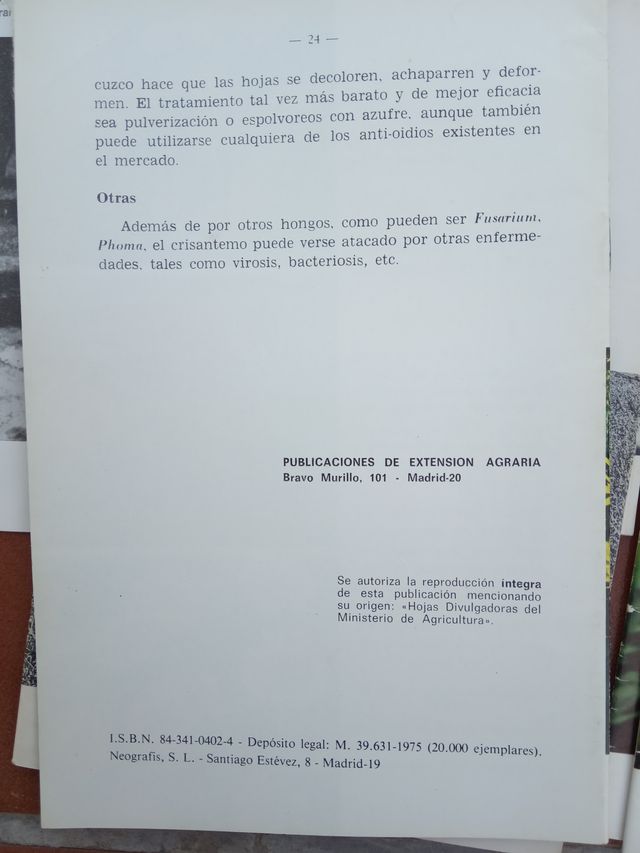 — 24 —
cuzco hace que las hojas se decoloren, achaparren y defor-
men. El tratamiento tal vez más barato y de mejor eficacia
sea pulverización o espolvoreos con azufre, aunque también
puede utilizarse cualquiera de los anti-oidios existentes en
el mercado.
Otras
Además de por otros hongos, como pueden ser Fusarium,
Phoma, el crisantemo puede verse atacado por otras enferme-
dades, tales como virosis, bacteriosis, etc.
PUBLICACIONES DE EXTENSION AGRARIA
Bravo Murillo, 101 - Madrid-20
Se autoriza la reproducción íntegra
de esta publicación mencionando
su origen: «Hojas Divulgadoras del
Ministerio de Agricultura».
I.S.B.N. 84-341-0402-4 - Depósito legal: M. 39.631-1975 (20.000 ejemplares).
Neografis, S. L. - Santiago Estévez, 8 - Madrid-19